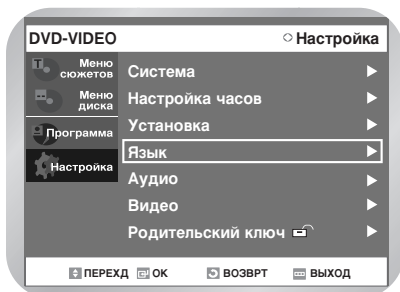 DVD-VIDEO
Настройка
Меню
сюжетов
Меню
диска
Программа
Настройка
Система
Настройка часов
Установка
Язык
Аудио
Видео
Родительский ключ
ПЕРЕХД OK ВОЗВРТ ВЫХОД